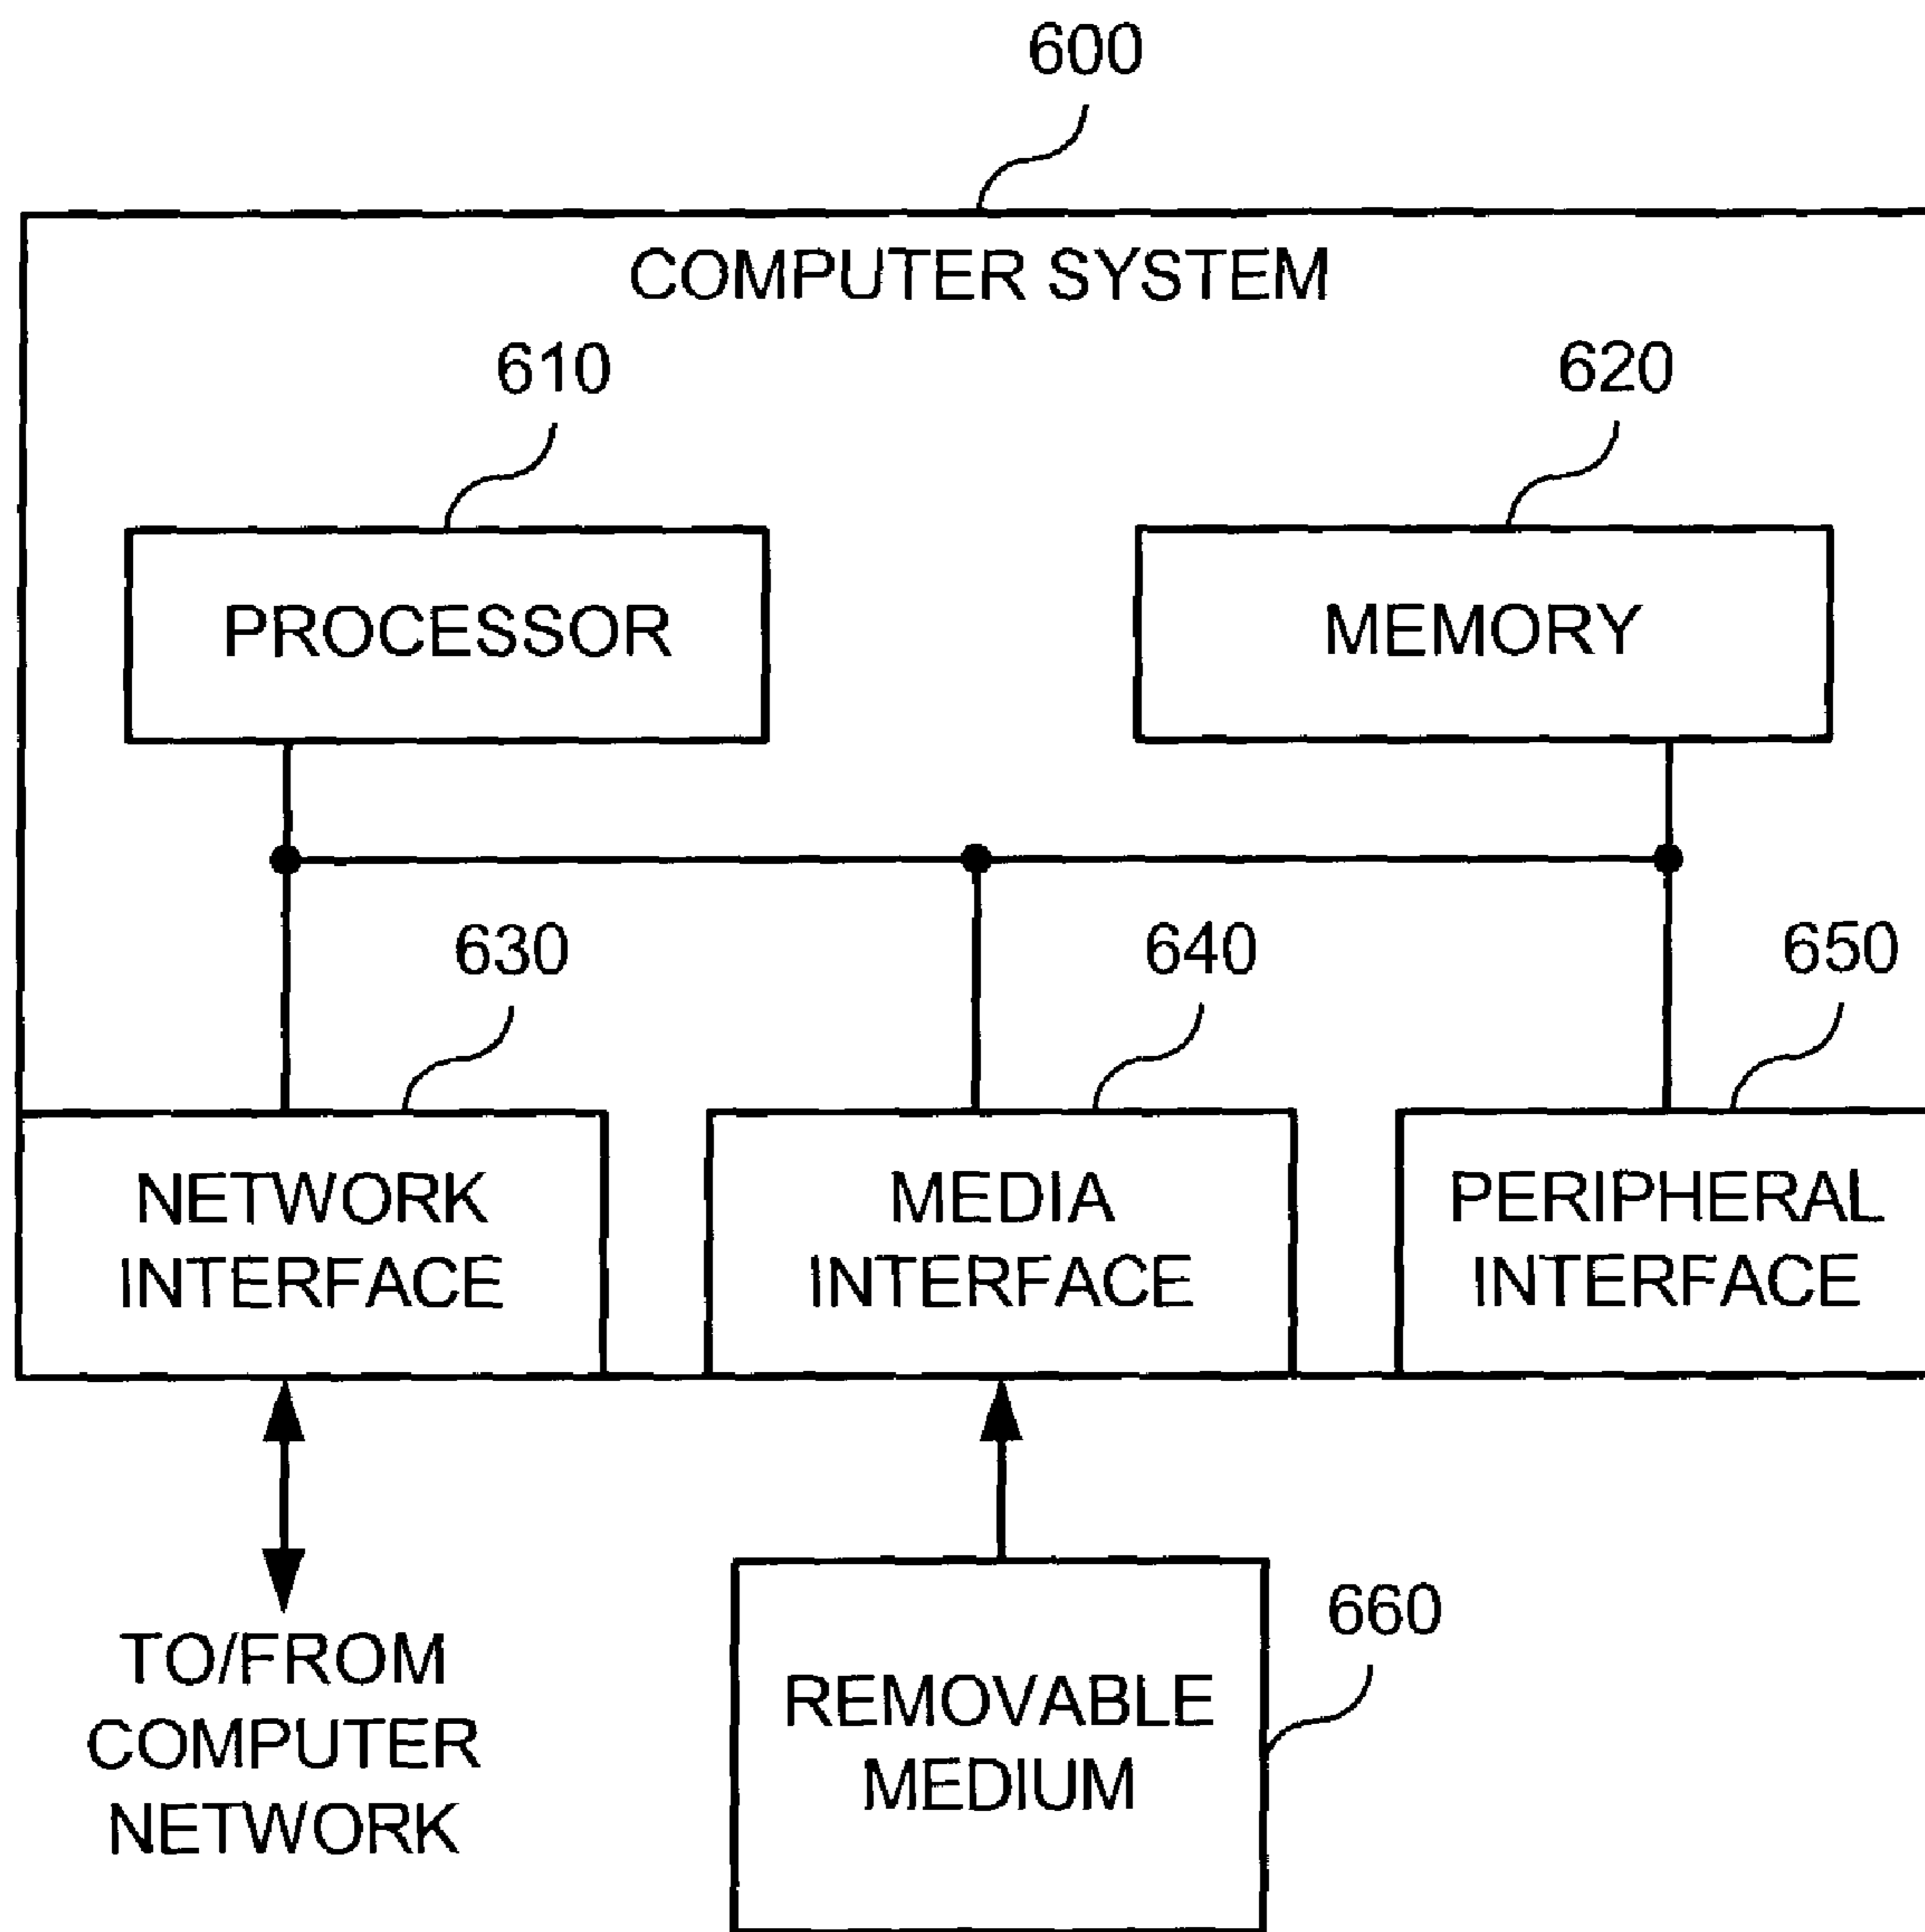 600
COMPUTER SYSTEM
610
620
PROCESSOR
MEMORY
630
640
650
NETWORK
INTERFACE
MEDIA
INTERFACE
PERIPHERAL
INTERFACE
TO/FROM
COMPUTER
NETWORK
660
REMOVABLE
MEDIUM